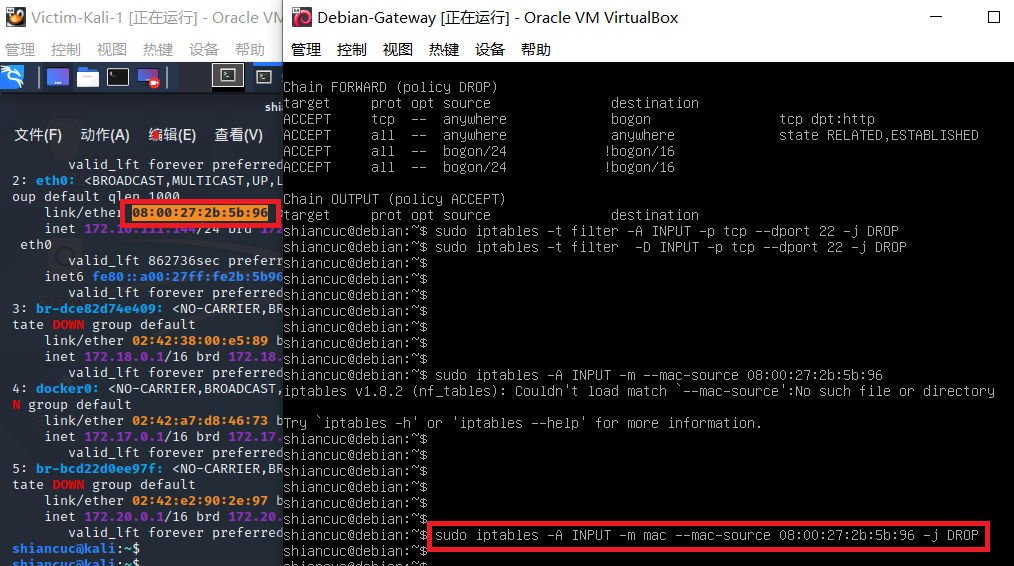 Victim-Kali-1 [正在运行] - Oracle VM
管理 控制 视图 热键 设备 帮助
shi
文件(F) 动作(A) 编辑(E) 查看(V)
valid_lft forever preferred
2: eth0: <BROADCAST,MULTICAST,UP,L
oup default qlen 1000
link/ether 08:00:27:2b:5b:96
inet 172.16.111.144/24 brd 172
eth0
valid_lft 862736sec preferr
inet6 fe80::a00:27ff:fe2b:5b96
valid_lft forever preferred
3: br-dce82d74e409: <NO-CARRIER,BR
tate DOWN group default
link/ether 02:42:38:00:e5:89 b
inet 172.18.0.1/16 brd 172.18.
valid_lft forever preferred
4: docker0: <NO-CARRIER,BROADCAST,
N group default
link/ether 02:42:a7:d8:46:73 b
inet 172.17.0.1/16 brd 172.17.
valid_lft forever preferred
5: br-bcd22d0ee97f: <NO-CARRIER,BR
tate DOWN group default
link/ether 02:42:e2:90:2e:97 b
inet 172.20.0.1/16 brd 172.20.
valid_lft forever preferred
shiancuc@kali:~$
shiancuc@kali:~$
Debian-Gateway [正在运行] - Oracle VM VirtualBox
管理 控制 视图 热键 设备 帮助
Chain FORWARD (policy DROP)
target prot opt source destination
ACCEPT tcp -- anywhere bogon tcp dpt:http
ACCEPT all -- anywhere anywhere state RELATED,ESTABLISHED
ACCEPT all -- bogon/24 !bogon/16
ACCEPT all -- bogon/24 !bogon/16
Chain OUTPUT (policy ACCEPT)
target prot opt source destination
shiancuc@debian:~$ sudo iptables -t filter -A INPUT -p tcp --dport 22 -j DROP
shiancuc@debian:~$ sudo iptables -t filter  -D INPUT -p tcp --dport 22 -j DROP
shiancuc@debian:~$
shiancuc@debian:~$
shiancuc@debian:~$
shiancuc@debian:~$
shiancuc@debian:~$
shiancuc@debian:~$
shiancuc@debian:~$
shiancuc@debian:~$ sudo iptables -A INPUT -m --mac-source 08:00:27:2b:5b:96
iptables v1.8.2 (nf_tables): Couldn't load match `--mac-source':No such file or directory
Try `iptables -h' or 'iptables --help' for more information.
shiancuc@debian:~$
shiancuc@debian:~$
shiancuc@debian:~$
shiancuc@debian:~$
shiancuc@debian:~$
shiancuc@debian:~$
shiancuc@debian:~$ sudo iptables -A INPUT -m mac --mac-source 08:00:27:2b:5b:96 -j DROP
shiancuc@debian:~$
shiancuc@debian:~$